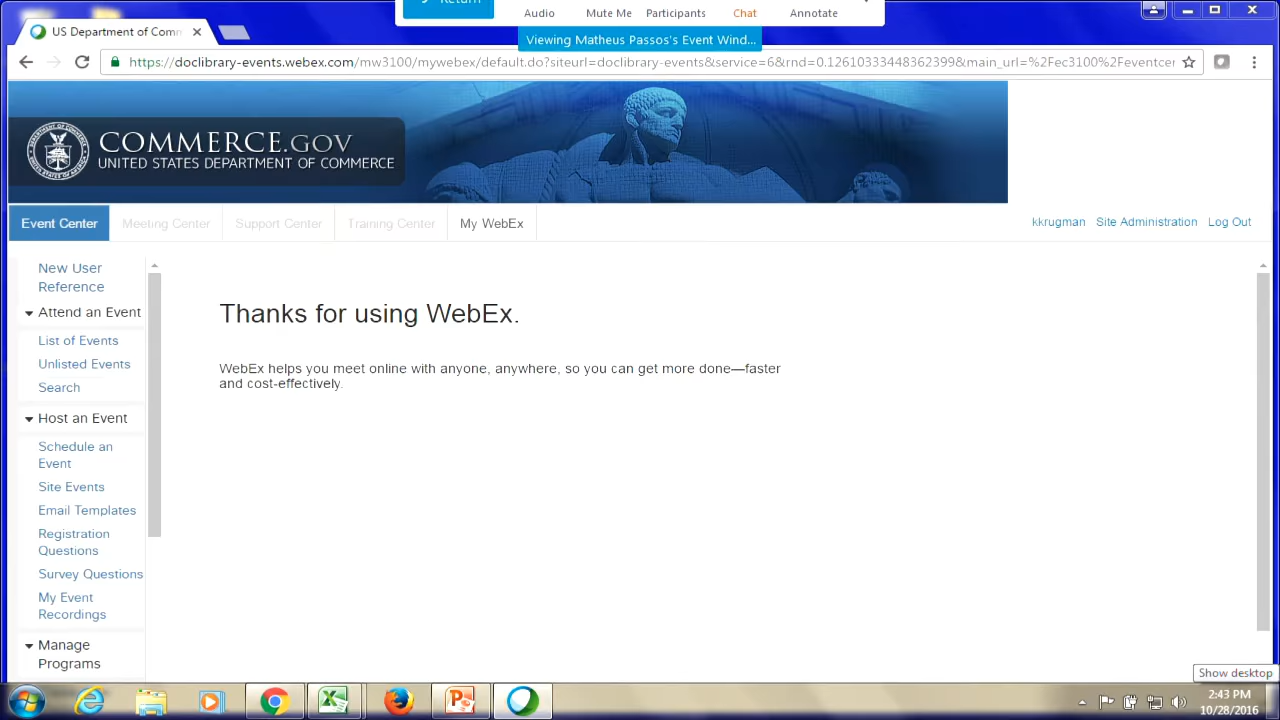 Return
Audio
Mute Me
Participants
Chat
Annotate
Viewing Matheus Passos's Event Wind...
US Department of Comm
https://doclibrary-events.webex.com/mw3100/mywebex/default.do?siteurl=doclibrary-events&service=6&rnd=0.12610333448362399&main_url=%2Fec3100%2Feventcer
COMMERCE.GOV
UNITED STATES DEPARTMENT OF COMMERCE
Event Center
Meeting Center
Support Center
Training Center
My WebEx
kkrugman
Site Administration
Log Out
New User
Reference
Attend an Event
List of Events
Unlisted Events
Search
Host an Event
Schedule an
Event
Site Events
Email Templates
Registration
Questions
Survey Questions
My Event
Recordings
Manage
Programs
Thanks for using WebEx.
WebEx helps you meet online with anyone, anywhere, so you can get more done—faster
and cost-effectively.
Show desktop
2:43 PM
10/28/2016